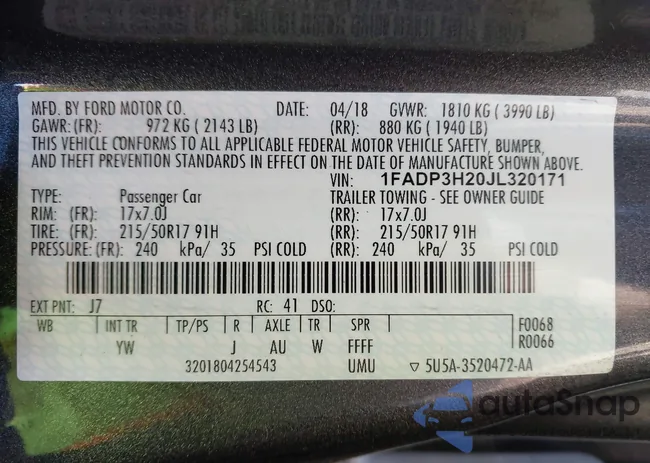 MFD. BY FORD MOTOR CO. DATE: 04/18 GVWR: 1810 KG ( 3990 LB)
GAWR: (FR): 972 KG ( 2143 LB) (RR): 880 KG ( 1940 LB)
THIS VEHICLE CONFORMS TO ALL APPLICABLE FEDERAL MOTOR VEHICLE SAFETY, BUMPER,
AND THEFT PREVENTION STANDARDS IN EFFECT ON THE DATE OF MANUFACTURE SHOWN ABOVE.
VIN: 1FADP3H20JL320171
TYPE: Passenger Car TRAILER TOWING - SEE OWNER GUIDE
RIM: (FR): 17x7.0J (RR): 17x7.0J
TIRE: (FR): 215/50R17 91H (RR): 215/50R17 91H
PRESSURE: (FR): 240 kPa/ 35 PSI COLD (RR): 240 kPa/ 35 PSI COLD
EXT PNT: J7 RC: 41 DSO:
WB INT TR TP/PS R AXLE TR SPR F0068
YW J AU W FFFF R0066
3201804254543 UMU ▽ 5U5A-3520472-AA
autoSnap